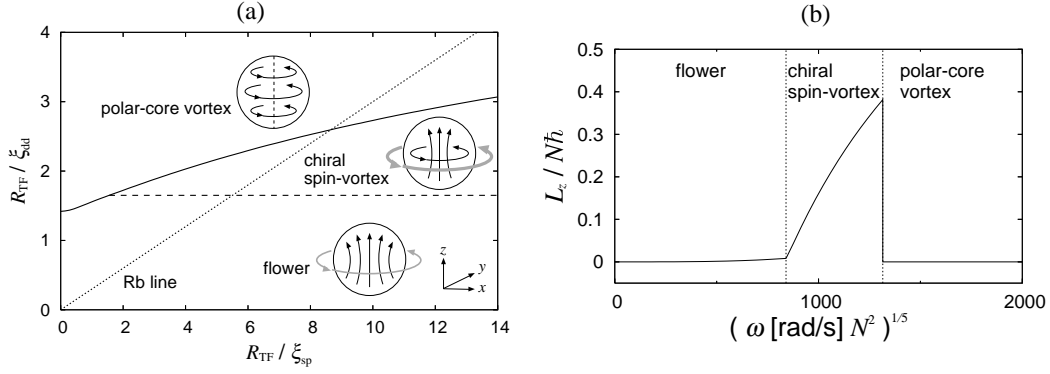 (a)
4
3
2
1
0
R_TF / ξ_dd
polar-core vortex
chiral
spin-vortex
flower
Rb line
z
y
x
0 2 4 6 8 10 12 14
R_TF / ξ_sp
(b)
0.5
0.4
0.3
0.2
0.1
0
L_z / Nℏ
flower
chiral
spin-vortex
polar-core
vortex
0 1000 2000
( ω [rad/s] N² )^1/5